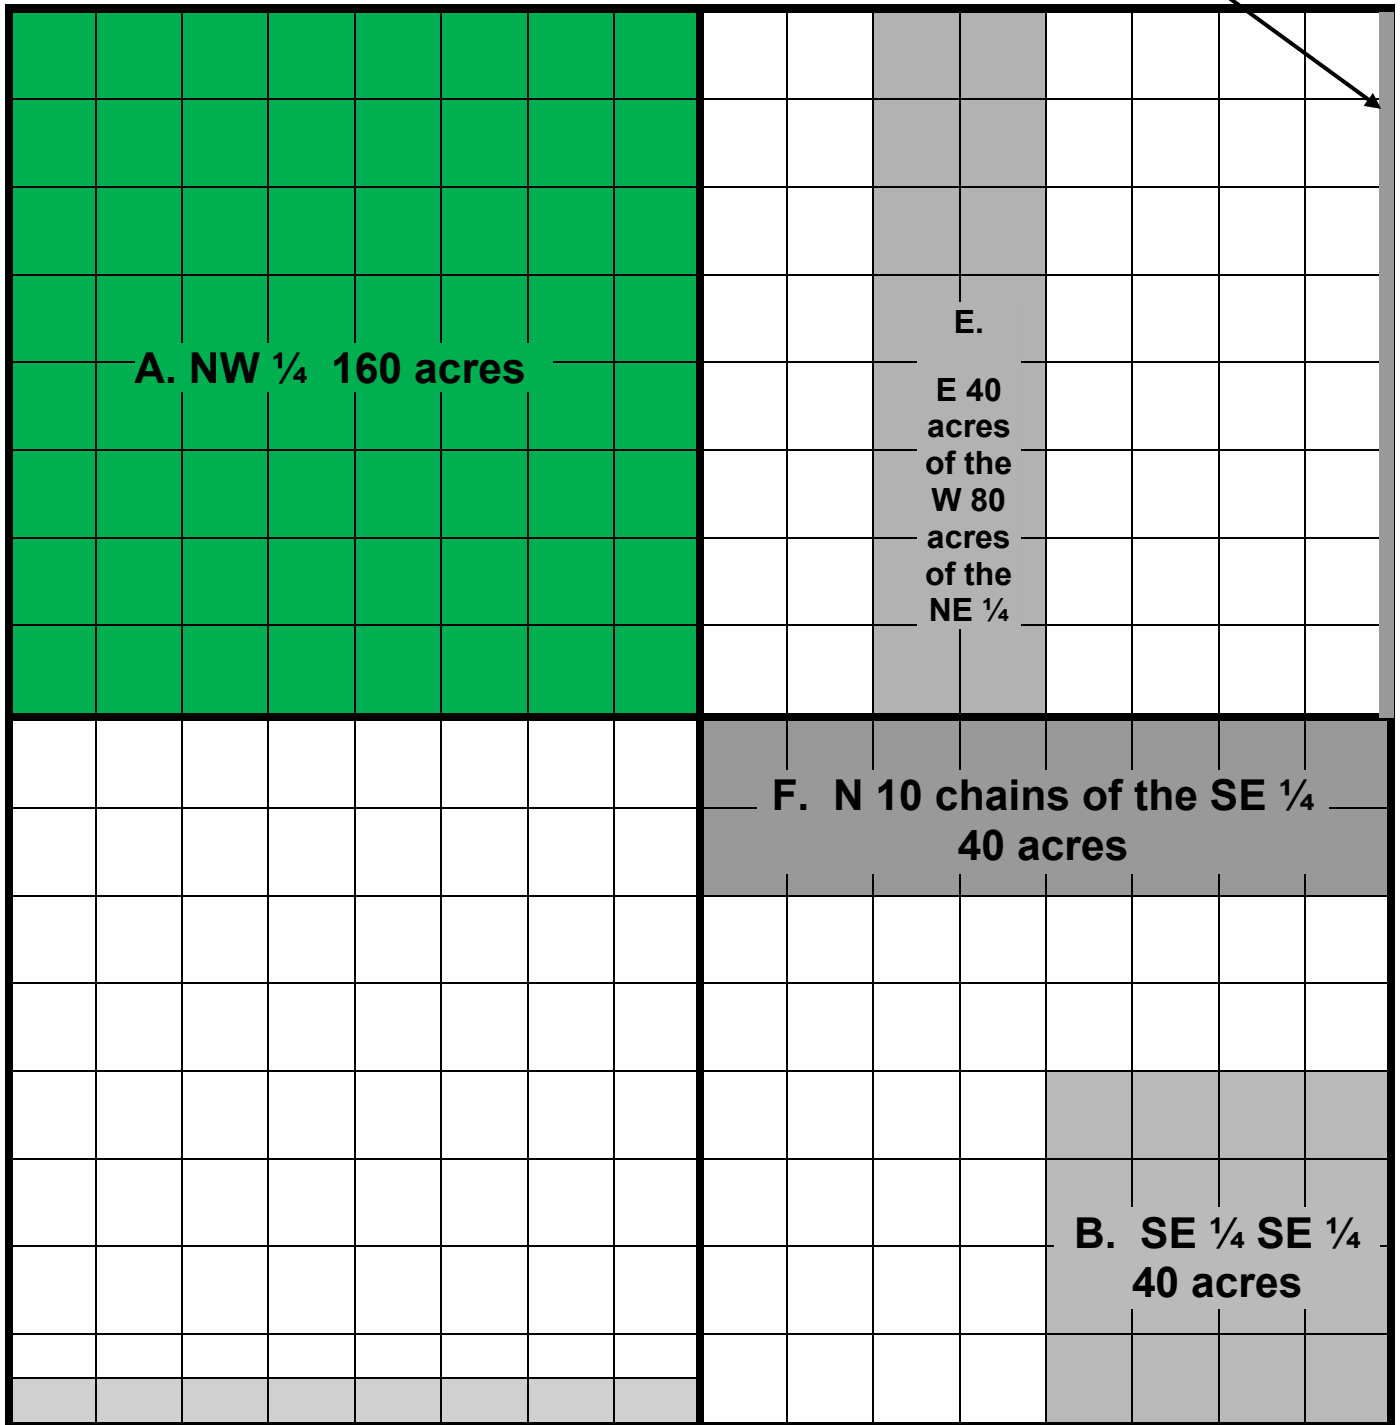 A. NW ¼ 160 acres
E.
E 40
acres
of the
W 80
acres
of the
NE ¼
F. N 10 chains of the SE ¼
40 acres
B. SE ¼ SE ¼
40 acres